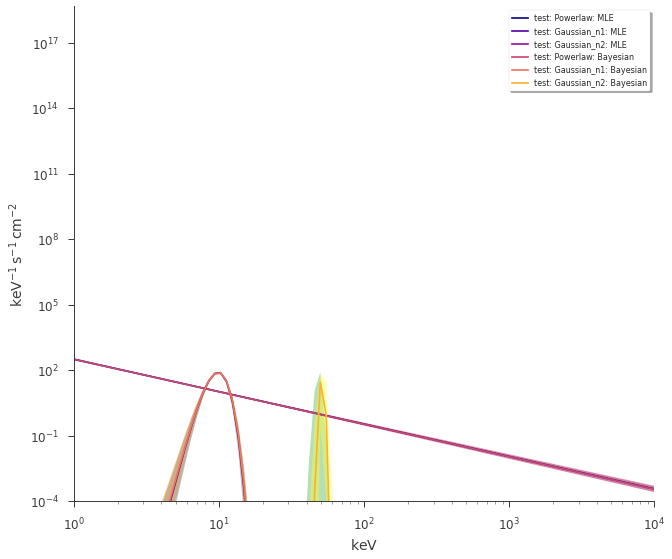 test: Powerlaw: MLE
test: Gaussian_n1: MLE
test: Gaussian_n2: MLE
test: Powerlaw: Bayesian
test: Gaussian_n1: Bayesian
test: Gaussian_n2: Bayesian
10^17
10^14
10^11
10^8
10^5
10^2
10^−1
10^−4
keV^−1 s^−1 cm^−2
10^0 10^1 10^2 10^3 10^4
keV